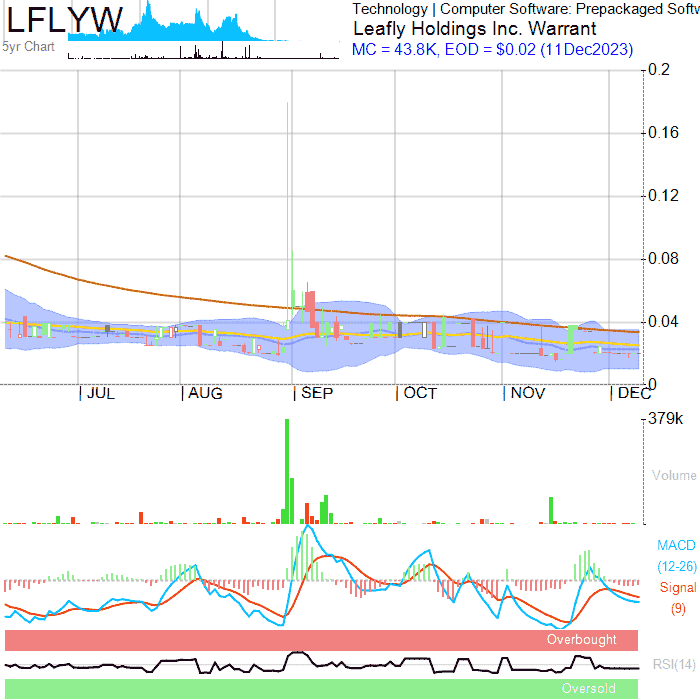 LFLYW
5yr Chart
Technology | Computer Software: Prepackaged Softw
Leafly Holdings Inc. Warrant
MC = 43.8K, EOD = $0.02 (11Dec2023)
0.2
0.16
0.12
0.08
0.04
0
| JUL | AUG | SEP | OCT | NOV | DEC
379k
Volume
MACD
(12-26)
Signal
(9)
Overbought
RSI(14)
Oversold